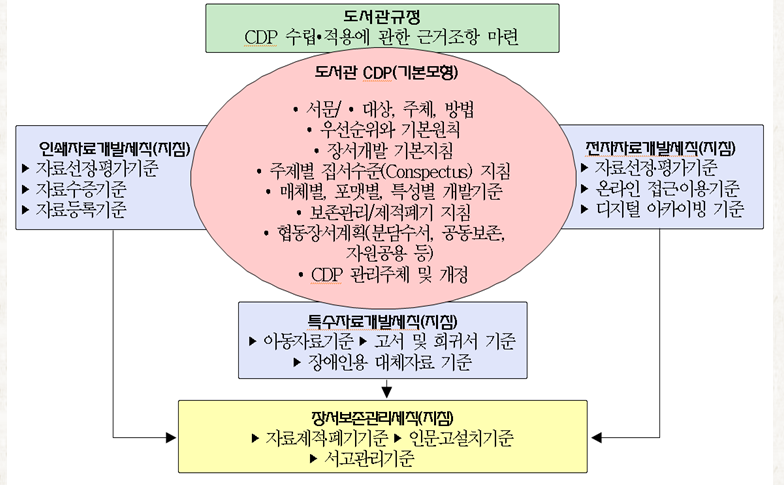 도서관규정
CDP 수립•적용에 관한 근거조항 마련
도서관 CDP(기본모형)
• 서문/ • 대상, 주체, 방법
• 우선순위와 기본원칙
• 장서개발 기본지침
• 주제별 집서수준(Conspectus) 지침
• 매체별, 포맷별, 특성별 개발기준
• 보존관리/제적폐기 지침
• 협동장서계획(분담수서, 공동보존,
자원공용 등)
• CDP 관리주체 및 개정
인쇄자료개발세칙(지침)
▶ 자료선정·평가기준
▶ 자료수증기준
▶ 자료등록기준
전자자료개발세칙(지침)
▶ 자료선정·평가기준
▶ 온라인 접근·이용기준
▶ 디지털 아카이빙 기준
특수자료개발세칙(지침)
▶ 아동자료기준 ▶ 고서 및 희귀서 기준
▶ 장애인용 대체자료 기준
장서보존관리세칙(지침)
▶ 자료제적·폐기기준 ▶ 인문고설치기준
▶ 서고관리기준